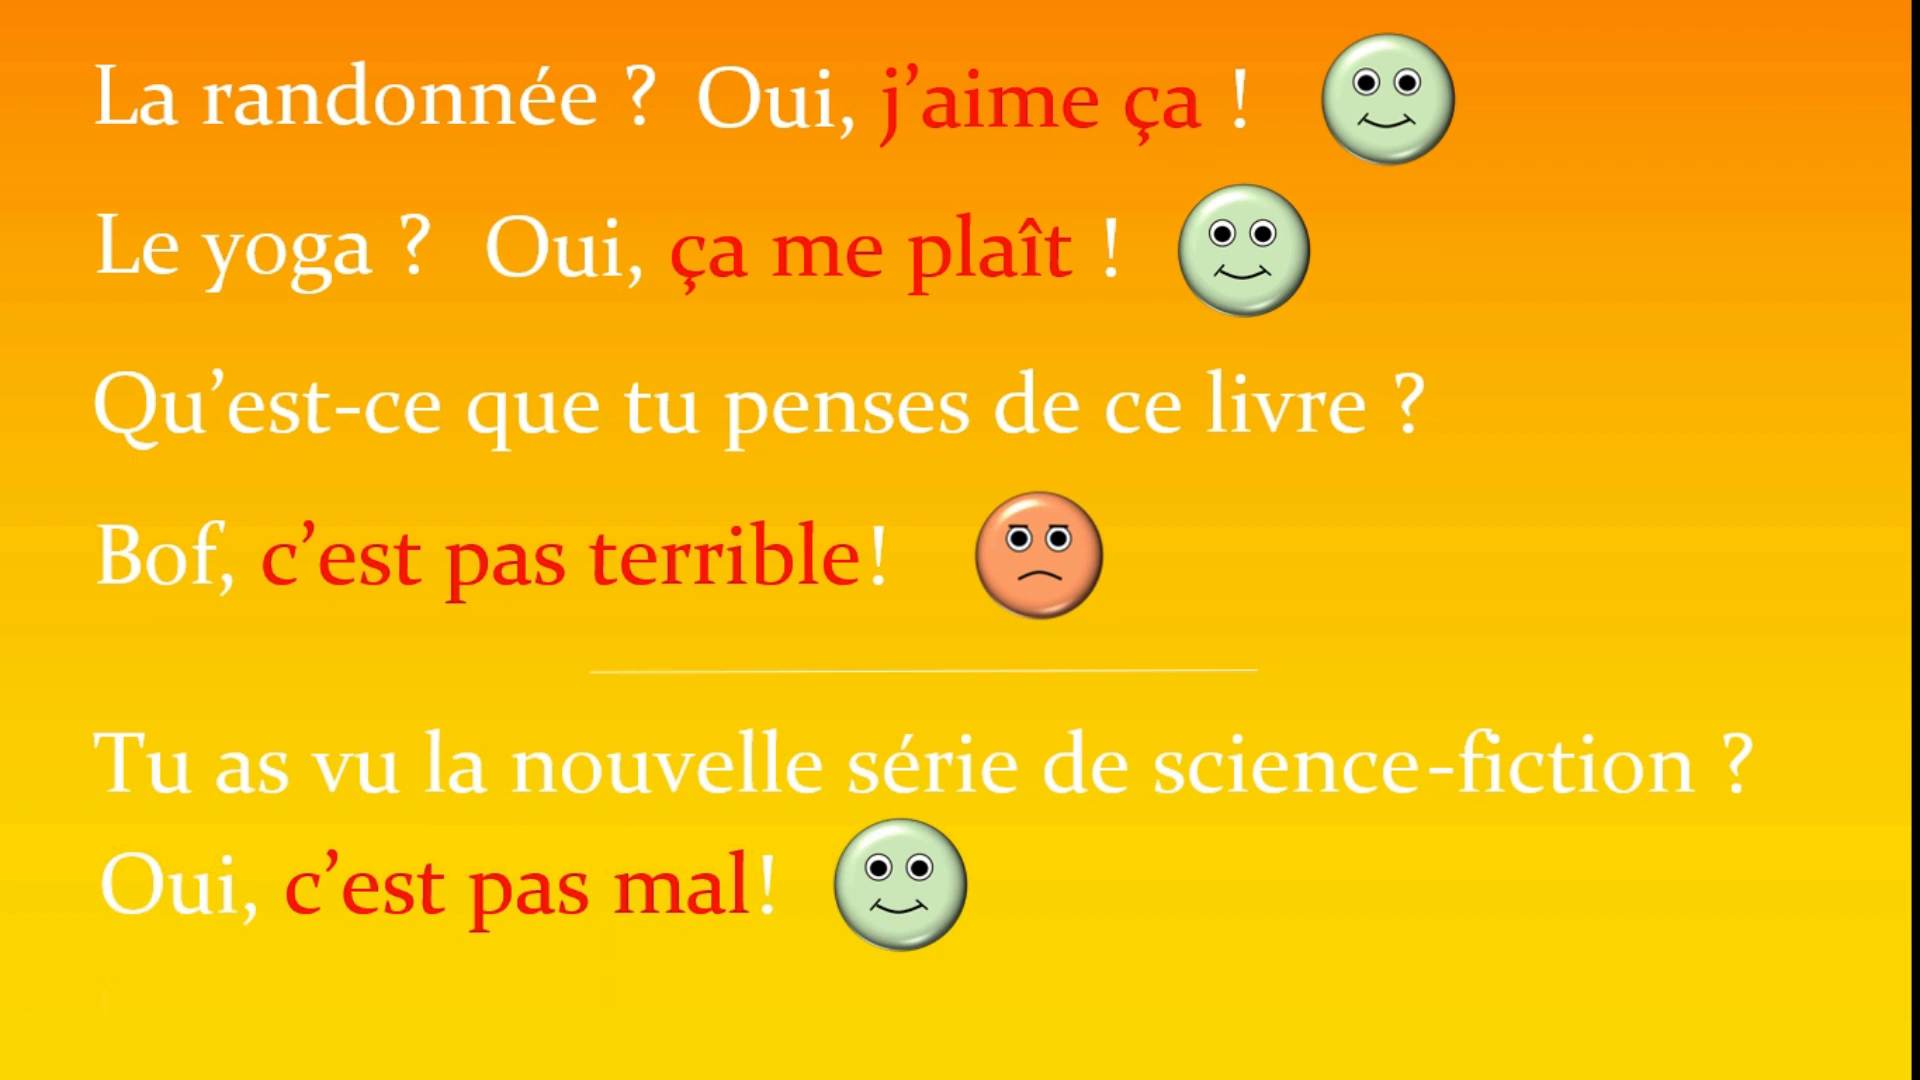 La randonnée ? Oui, j’aime ça !
Le yoga ? Oui, ça me plaît !
Qu’est-ce que tu penses de ce livre ?
Bof, c’est pas terrible!
Tu as vu la nouvelle série de science-fiction ?
Oui, c’est pas mal!